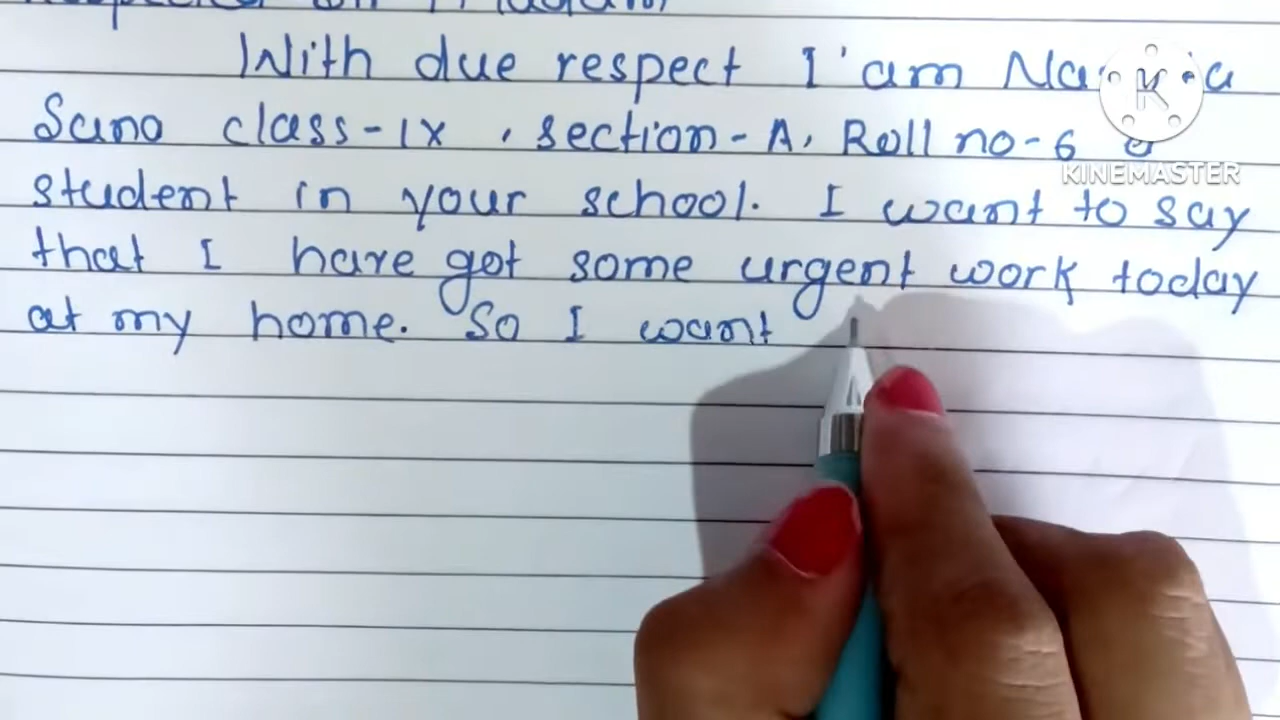 With due respect I'am
Sana class-IX, section-A, Roll no-6
student in your school. I want to say
that I have got some urgent work today
at my home. So I want
K
KINEMASTER